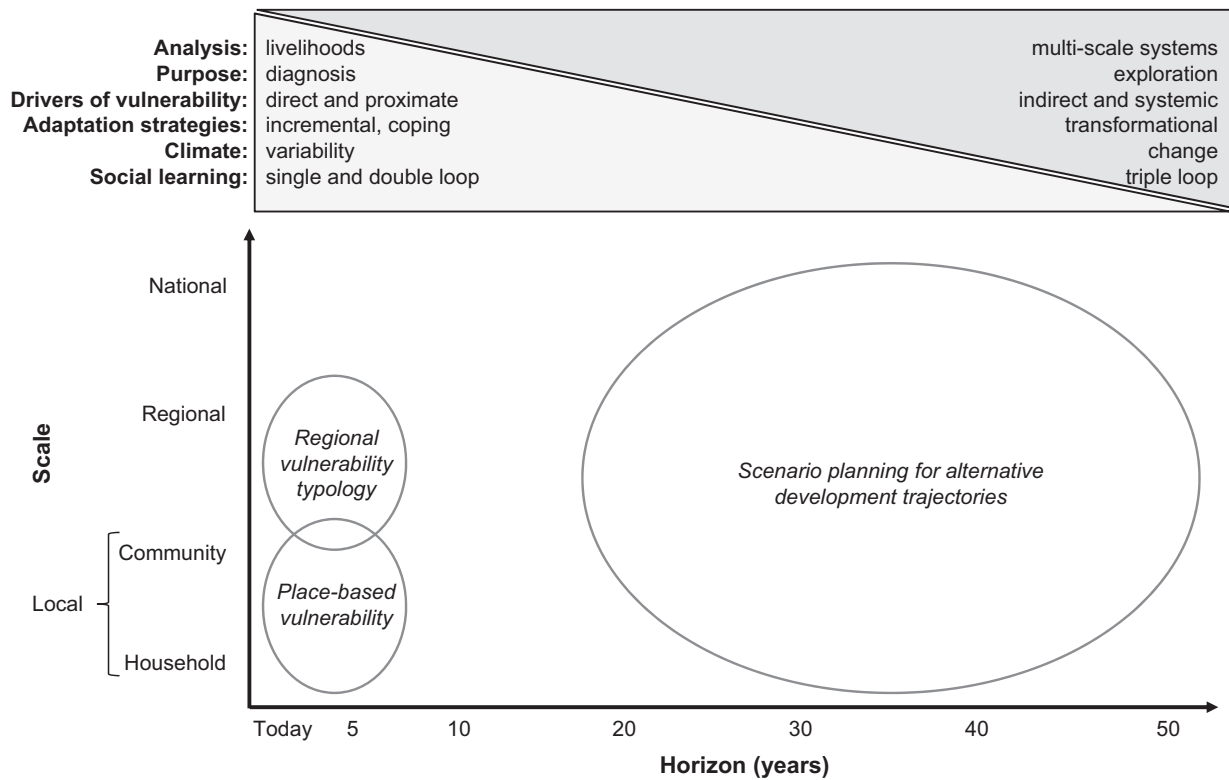 Analysis: livelihoods multi-scale systems
Purpose: diagnosis exploration
Drivers of vulnerability: direct and proximate indirect and systemic
Adaptation strategies: incremental, coping transformational
Climate: variability change
Social learning: single and double loop triple loop
National
Regional
Scale
Community
Local
Household
Regional
vulnerability
typology
Place-based
vulnerability
Scenario planning for alternative
development trajectories
Today 5 10 20 30 40 50
Horizon (years)